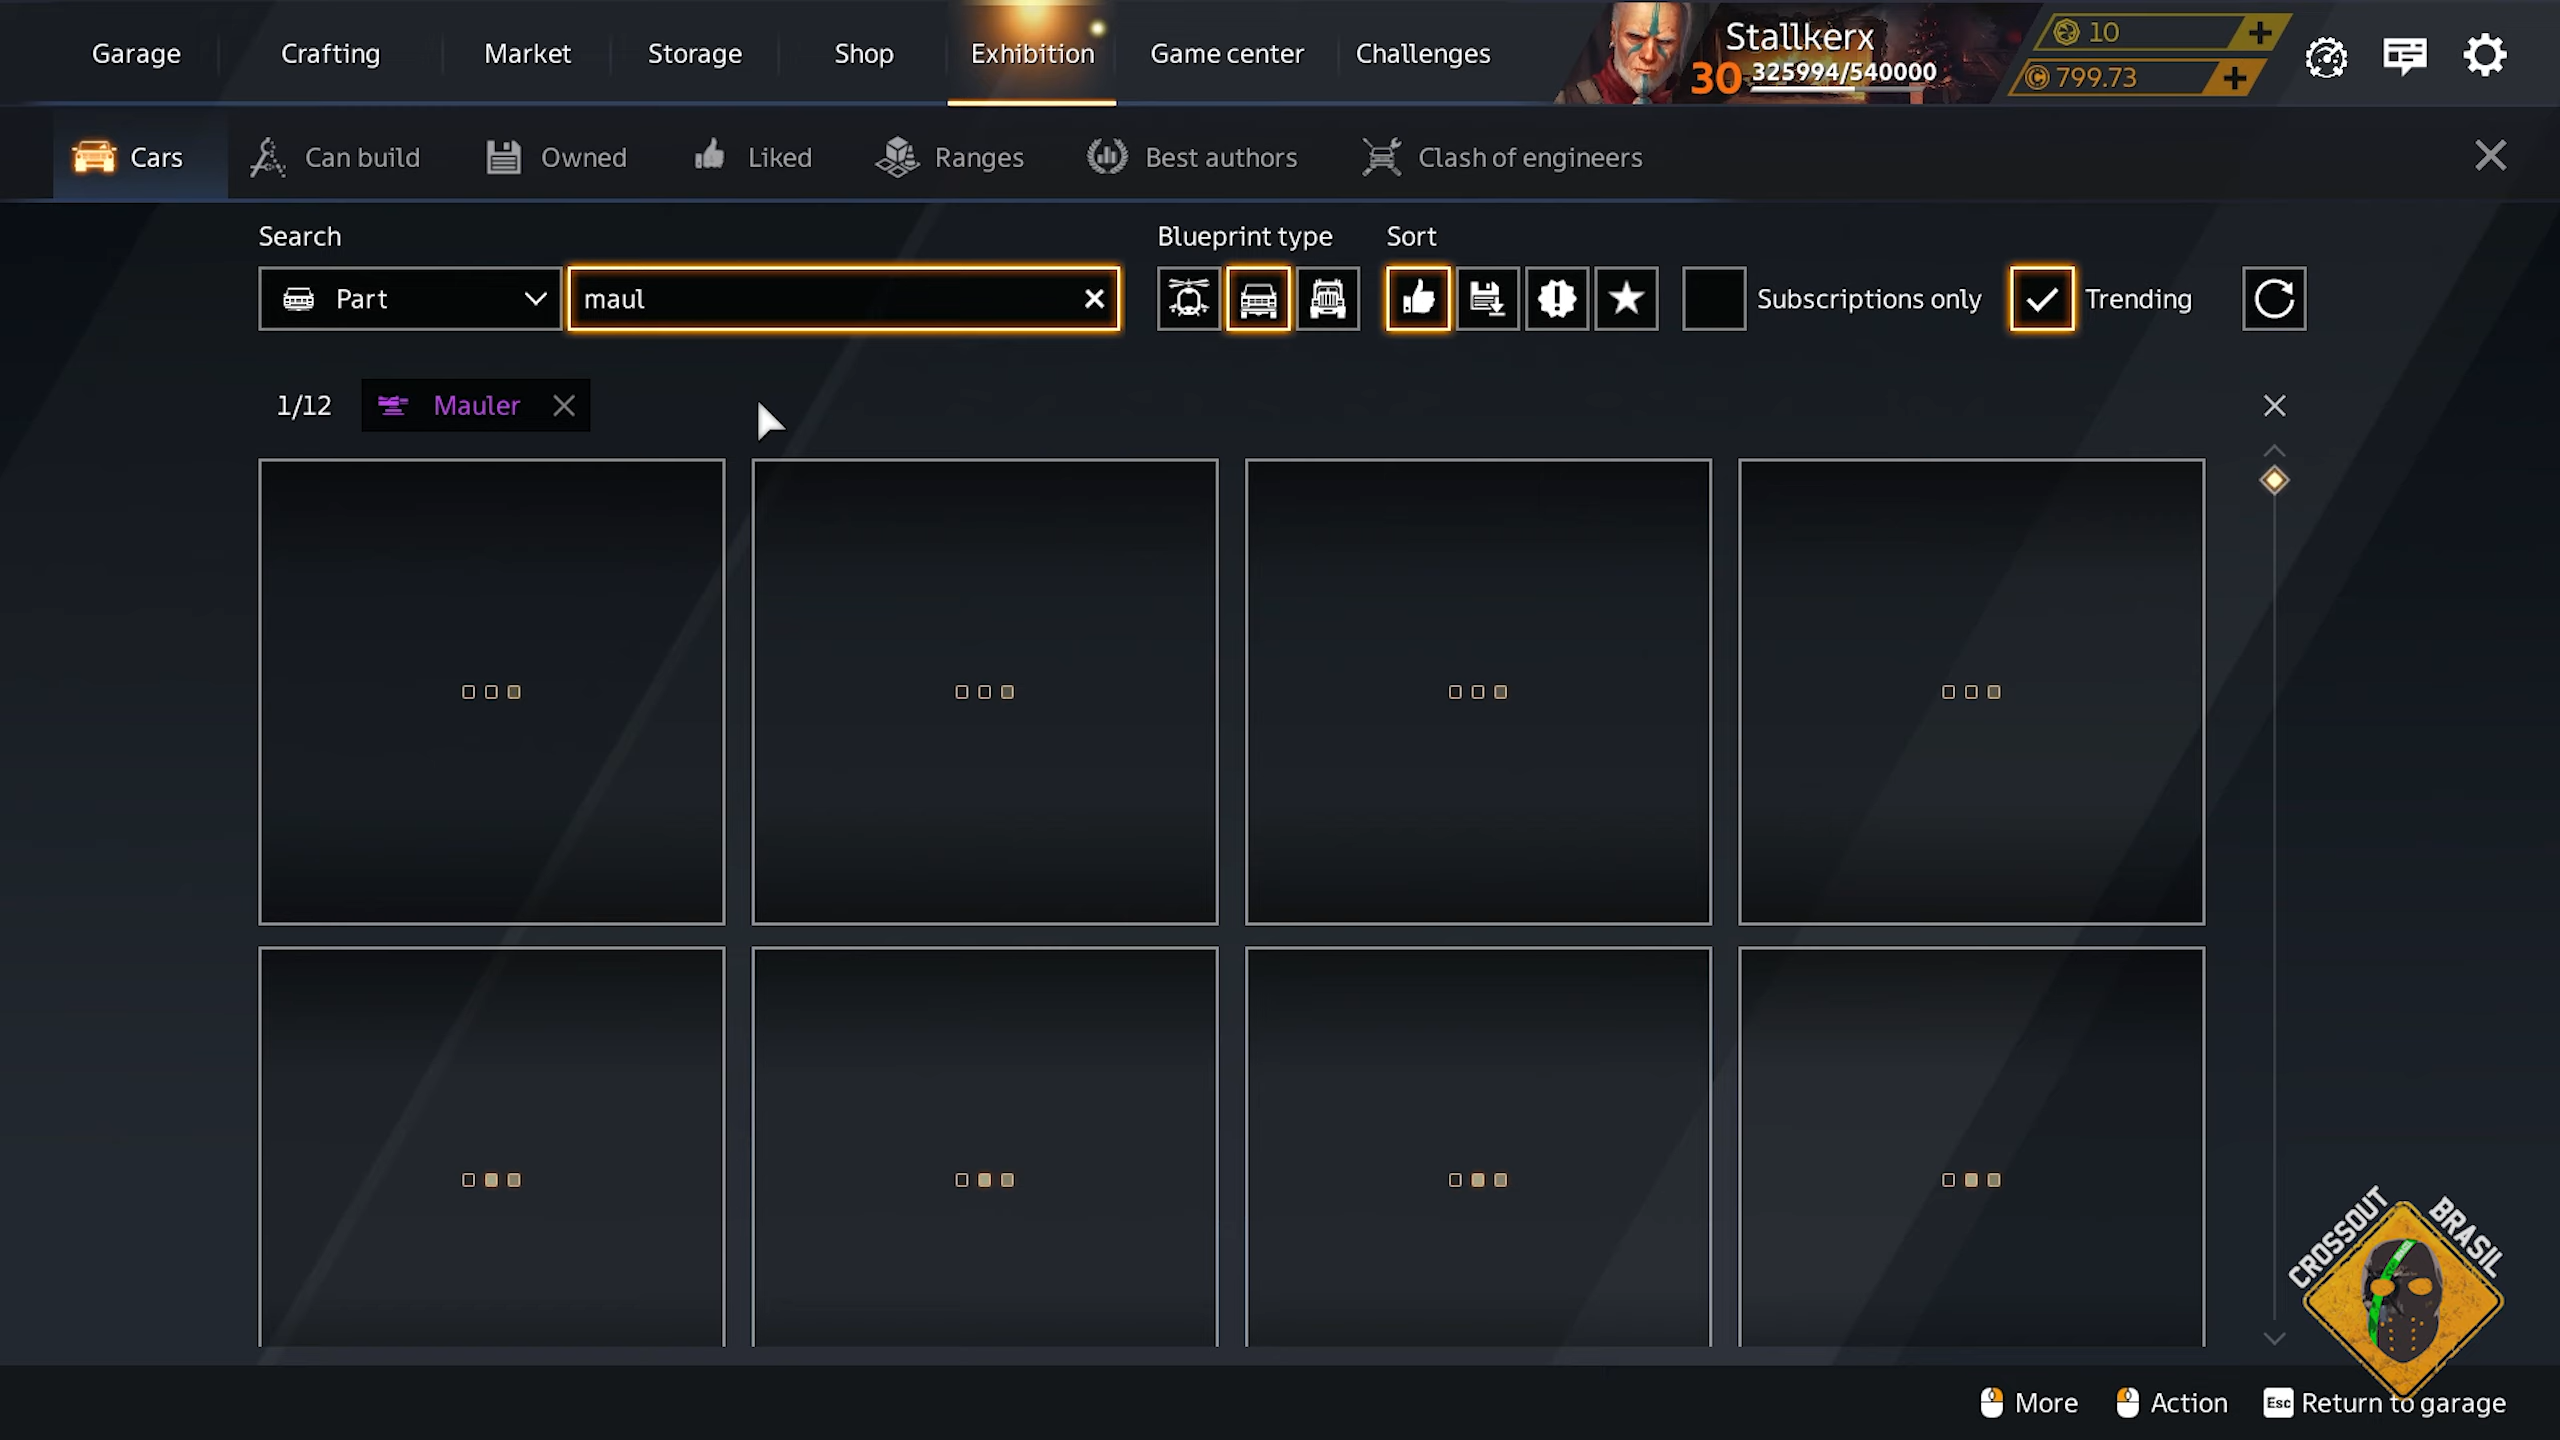 Garage Crafting Market Storage Shop Exhibition Game center Challenges
Stallkerx
30 325994/540000
10
799.73
Cars Can build Owned Liked Ranges Best authors Clash of engineers
Search Blueprint type Sort
Part maul Subscriptions only Trending
1/12 Mauler
CROSSOUT BRASIL
More Action Esc Return to garage